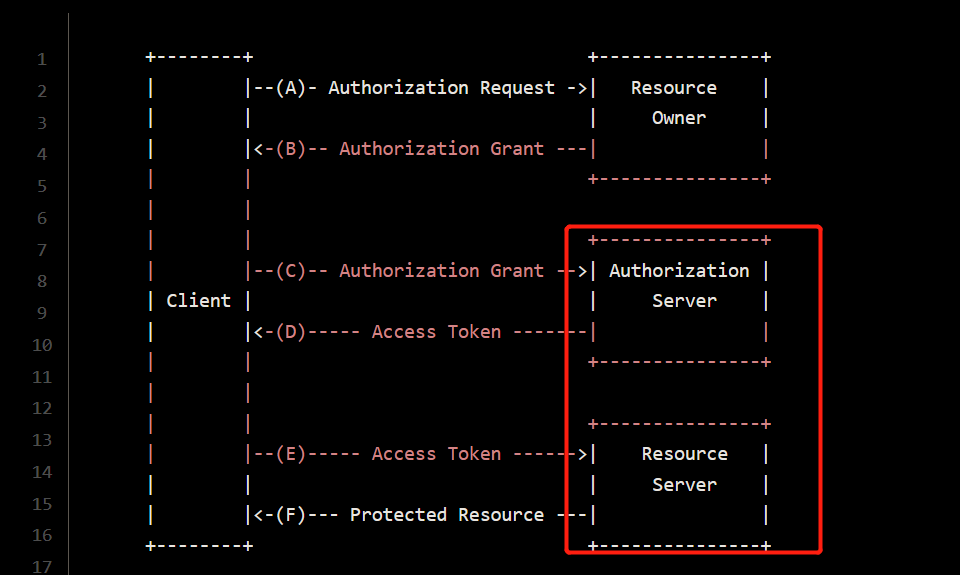 1 +--------+                               +---------------+
2 |        |--(A)- Authorization Request ->|   Resource    |
3 |        |                               |     Owner     |
4 |        |<-(B)-- Authorization Grant ---|               |
5 |        |                               +---------------+
6 |        |
7 |        |                               +---------------+
8 |        |--(C)-- Authorization Grant -->| Authorization |
9 | Client |                               |     Server    |
10 |        |<-(D)----- Access Token -------|               |
11 |        |                               +---------------+
12 |        |
13 |        |                               +---------------+
14 |        |--(E)----- Access Token ------>|    Resource   |
15 |        |                               |     Server    |
16 |        |<-(F)--- Protected Resource ---|               |
17 +--------+                               +---------------+